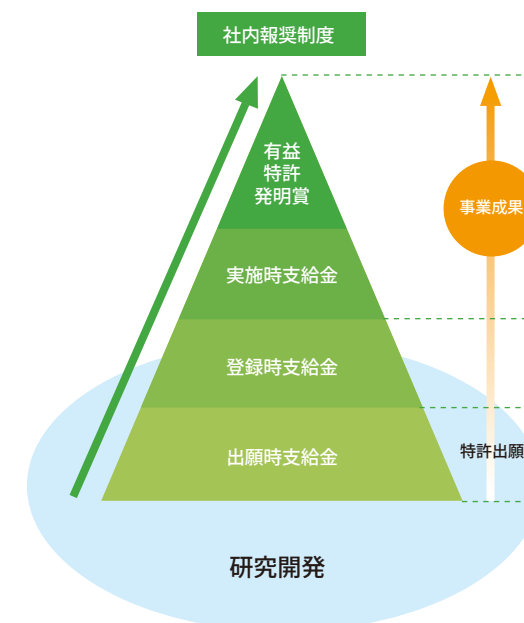 社内報奨制度
有益
特許
発明賞
事業成果
実施時支給金
登録時支給金
出願時支給金
特許出願
研究開発